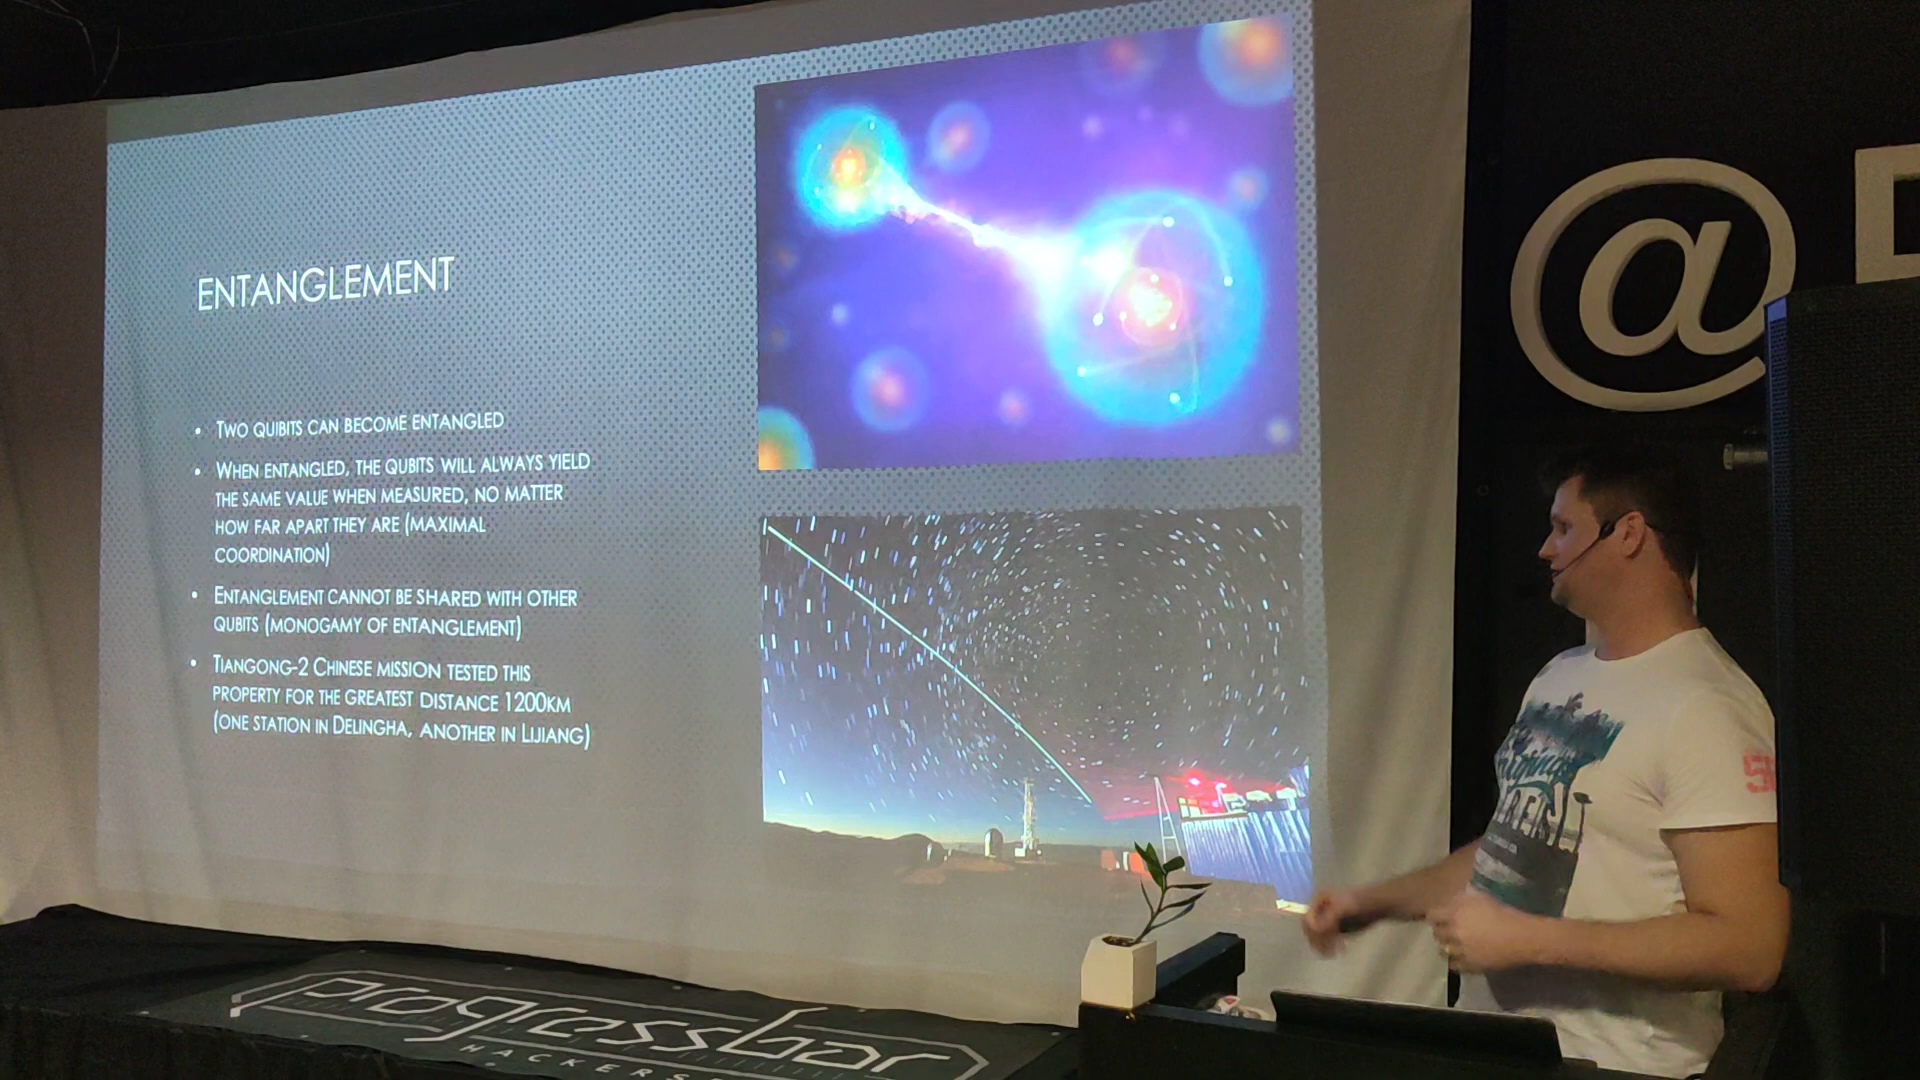 ENTANGLEMENT
• TWO QUIBITS CAN BECOME ENTANGLED
• WHEN ENTANGLED, THE QUBITS WILL ALWAYS YIELD
THE SAME VALUE WHEN MEASURED, NO MATTER
HOW FAR APART THEY ARE (MAXIMAL
COORDINATION)
• ENTANGLEMENT CANNOT BE SHARED WITH OTHER
QUBITS (MONOGAMY OF ENTANGLEMENT)
• TIANGONG-2 CHINESE MISSION TESTED THIS
PROPERTY FOR THE GREATEST DISTANCE 1200KM
(ONE STATION IN DELINGHA, ANOTHER IN LIJIANG)
@
progressbar
HACKERS